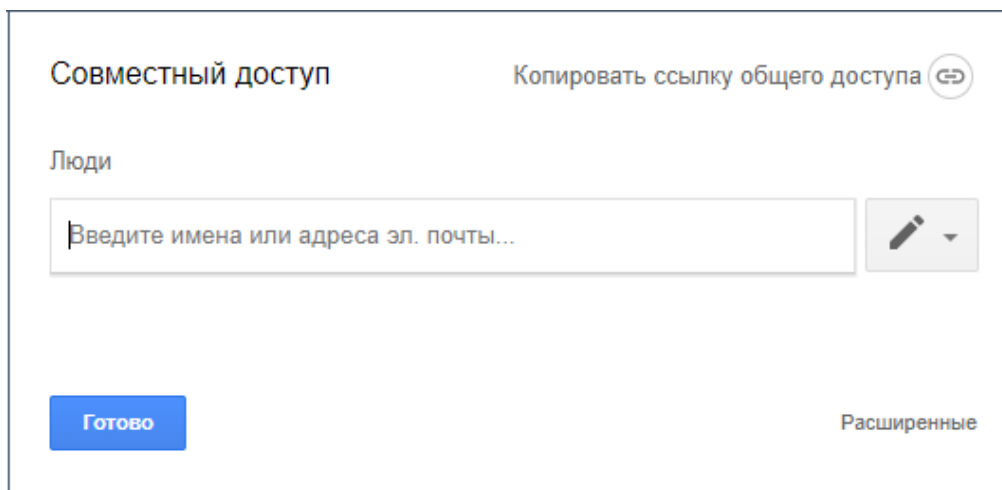 Совместный доступ
Копировать ссылку общего доступа
Люди
Введите имена или адреса эл. почты...
Готово
Расширенные